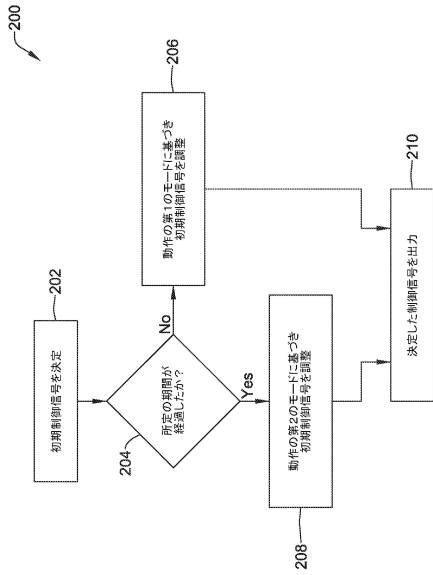 200
202
初期制御信号を決定
204
所定の期間が
経過したか？
No
206
動作の第1のモードに基づき
初期制御信号を調整
Yes
208
動作の第2のモードに基づき
初期制御信号を調整
210
決定した制御信号を出力